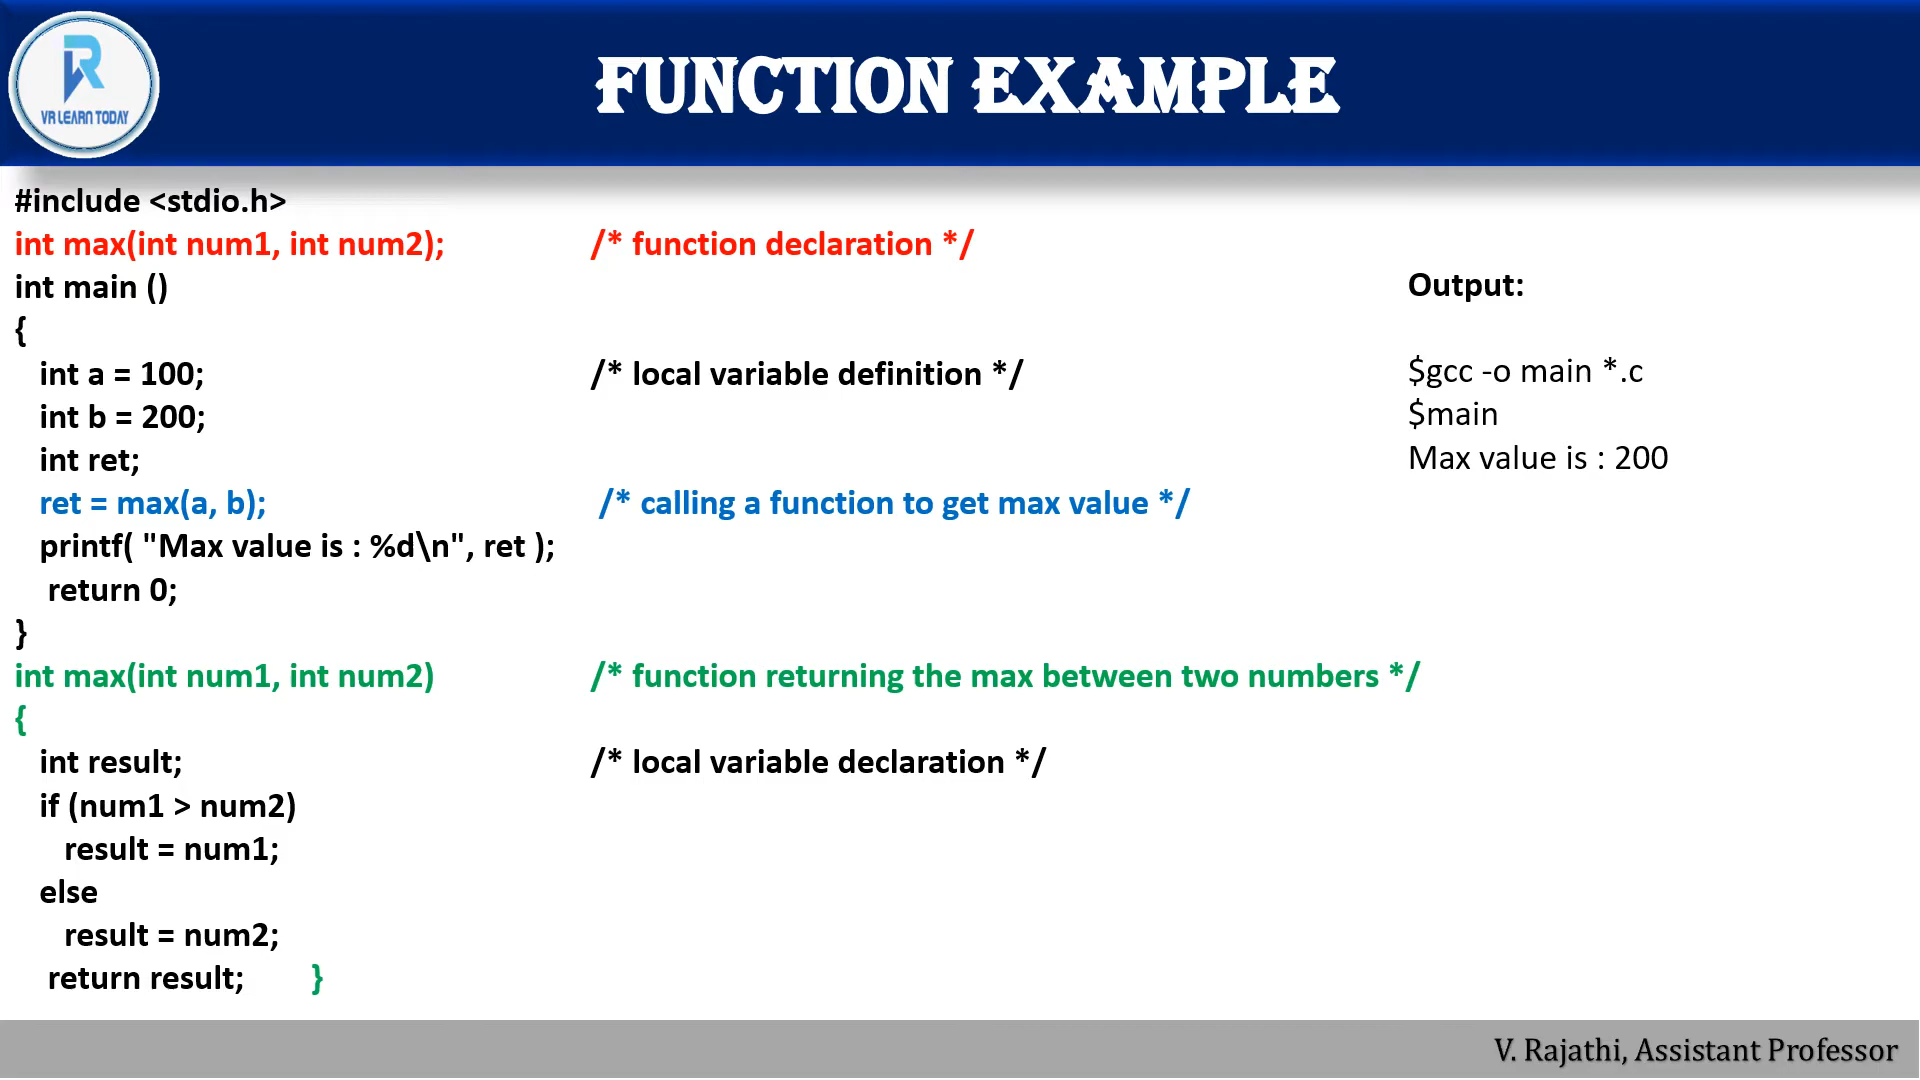 VR LEARN TODAY
FUNCTION EXAMPLE
#include <stdio.h>
int max(int num1, int num2); /* function declaration */
int main ()
{
int a = 100; /* local variable definition */
int b = 200;
int ret;
ret = max(a, b); /* calling a function to get max value */
printf( "Max value is : %d\n", ret );
return 0;
}
int max(int num1, int num2) /* function returning the max between two numbers */
{
int result; /* local variable declaration */
if (num1 > num2)
result = num1;
else
result = num2;
return result; }
Output:
$gcc -o main *.c
$main
Max value is : 200
V. Rajathi, Assistant Professor